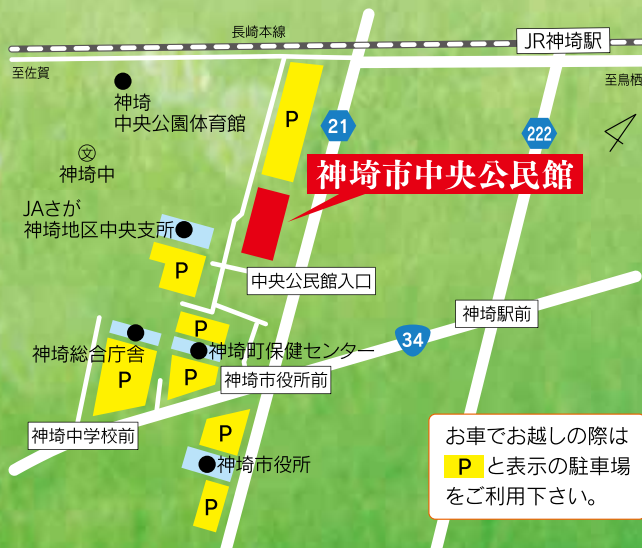 長崎本線
JR神埼駅
至佐賀
至鳥栖
神埼
中央公園体育館
P
21
222
文
神埼中
神埼市中央公民館
JAさが
神埼地区中央支所
P
中央公民館入口
神埼駅前
P
34
神埼総合庁舎
神埼町保健センター
P
P
神埼市役所前
神埼中学校前
P
神埼市役所
P
お車でお越しの際は
P と表示の駐車場
をご利用下さい。